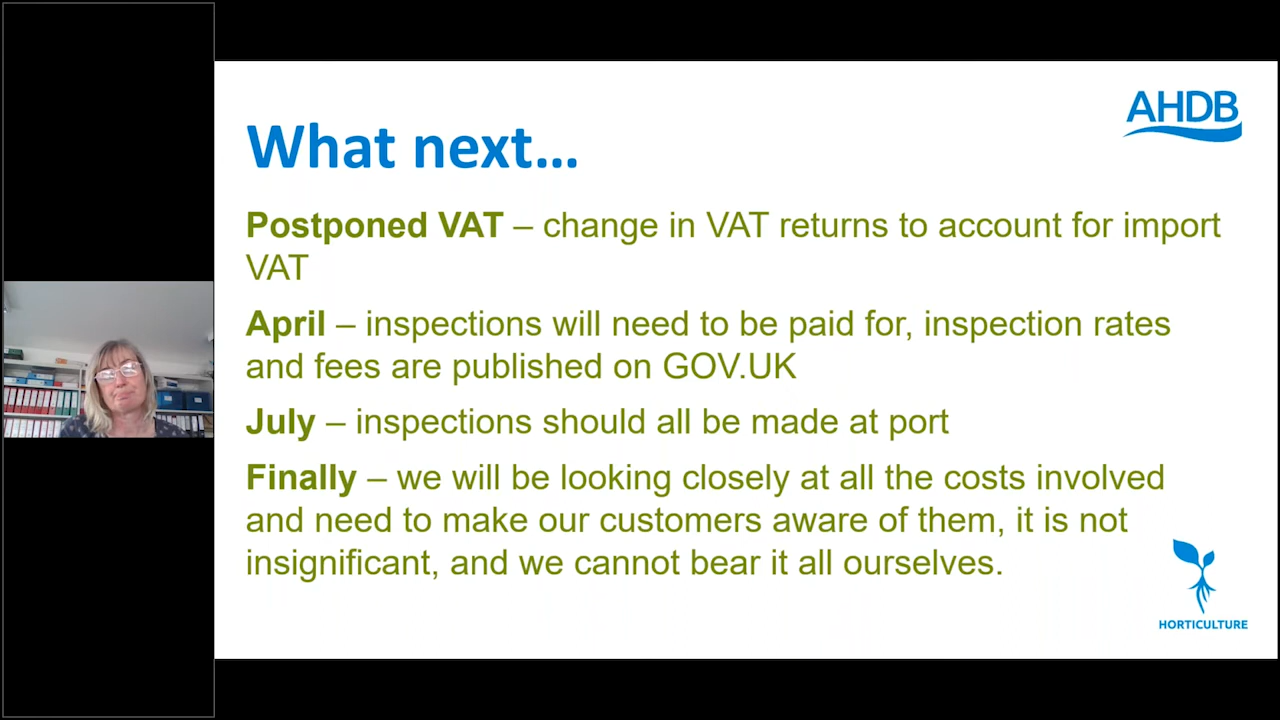 AHDB
What next...
Postponed VAT – change in VAT returns to account for import
VAT
April – inspections will need to be paid for, inspection rates
and fees are published on GOV.UK
July – inspections should all be made at port
Finally – we will be looking closely at all the costs involved
and need to make our customers aware of them, it is not
insignificant, and we cannot bear it all ourselves.
HORTICULTURE